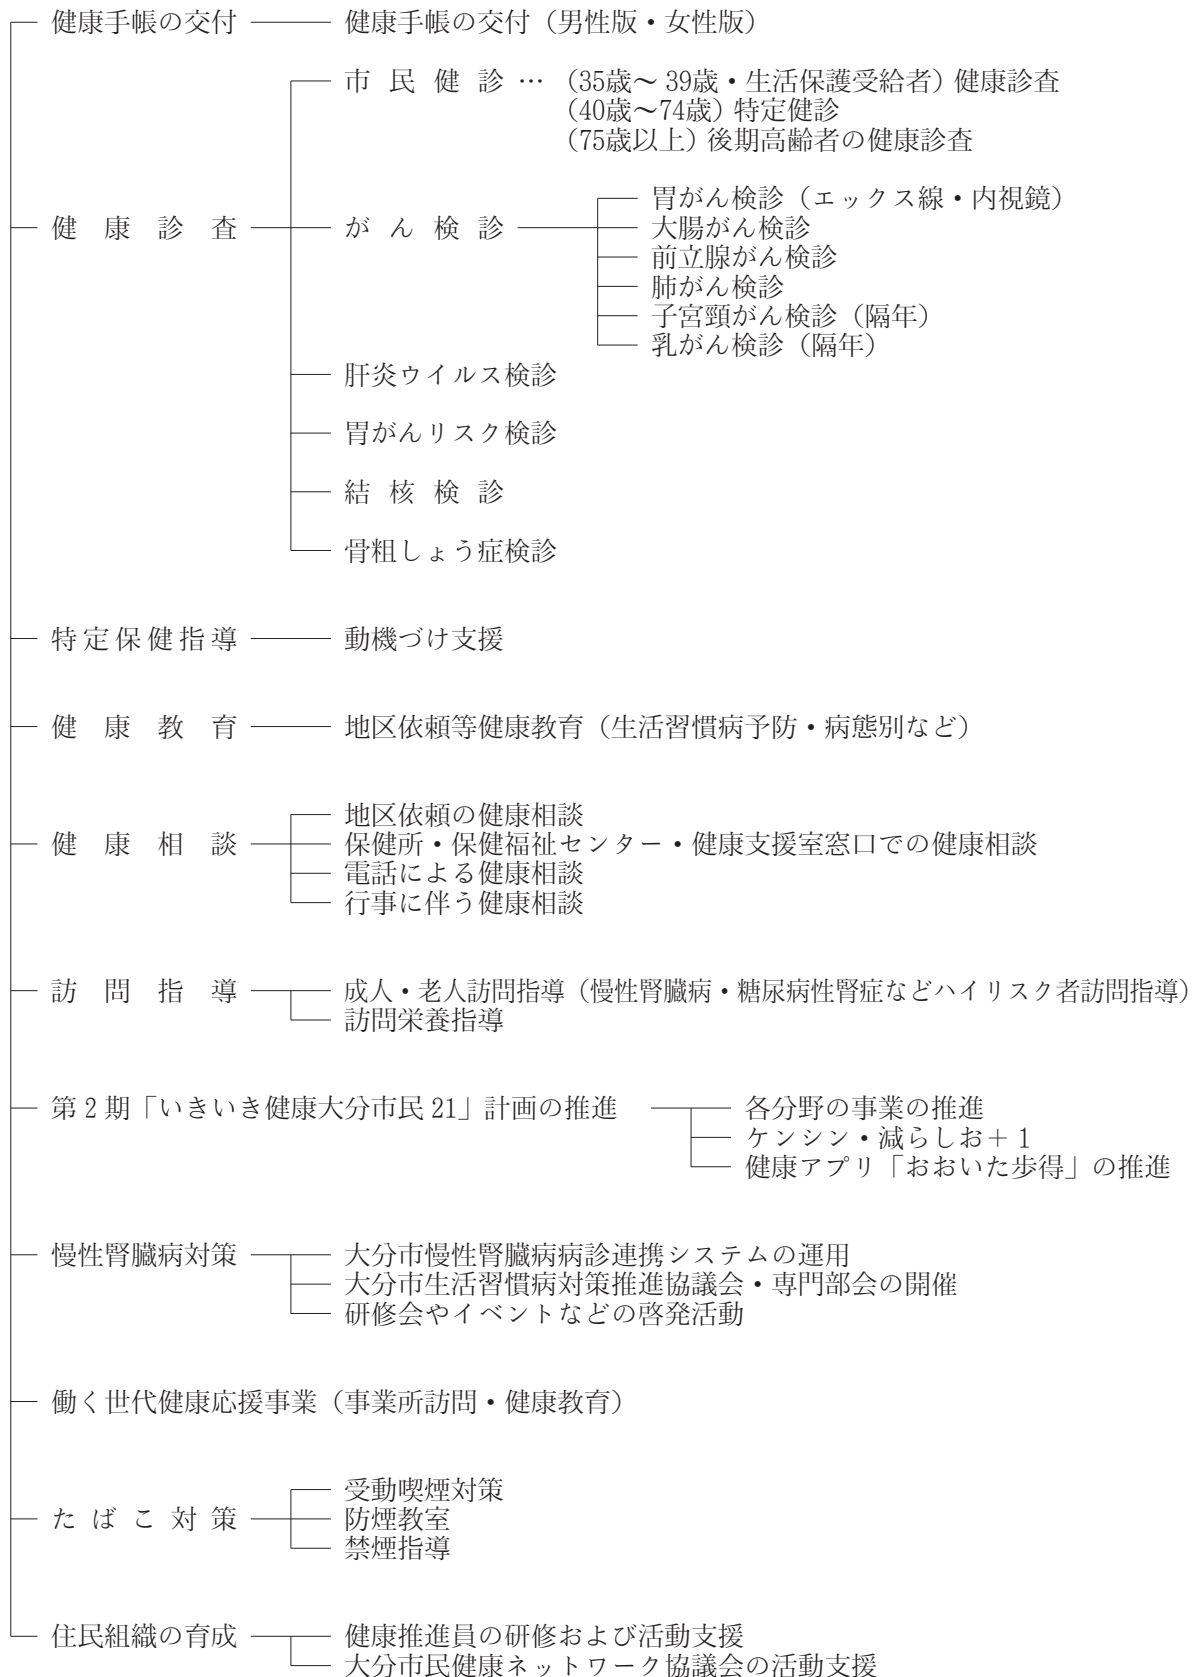 健康手帳の交付 健康手帳の交付（男性版・女性版）
市民健診…（35歳～39歳・生活保護受給者）健康診査
（40歳～74歳）特定健診
（75歳以上）後期高齢者の健康診査
胃がん検診（エックス線・内視鏡）
健康診査 がん検診 大腸がん検診
前立腺がん検診
肺がん検診
子宮頸がん検診（隔年）
乳がん検診（隔年）
肝炎ウイルス検診
胃がんリスク検診
結核検診
骨粗しょう症検診
特定保健指導 動機づけ支援
健康教育 地区依頼等健康教育（生活習慣病予防・病態別など）
地区依頼の健康相談
健康相談 保健所・保健福祉センター・健康支援室窓口での健康相談
電話による健康相談
行事に伴う健康相談
訪問指導 成人・老人訪問指導（慢性腎臓病・糖尿病性腎症などハイリスク者訪問指導）
訪問栄養指導
第2期「いきいき健康大分市民21」計画の推進 各分野の事業の推進
ケンシン・減らしお＋1
健康アプリ「おおいた歩得」の推進
慢性腎臓病対策 大分市慢性腎臓病病診連携システムの運用
大分市生活習慣病対策推進協議会・専門部会の開催
研修会やイベントなどの啓発活動
働く世代健康応援事業（事業所訪問・健康教育）
受動喫煙対策
たばこ対策 防煙教室
禁煙指導
住民組織の育成 健康推進員の研修および活動支援
大分市民健康ネットワーク協議会の活動支援